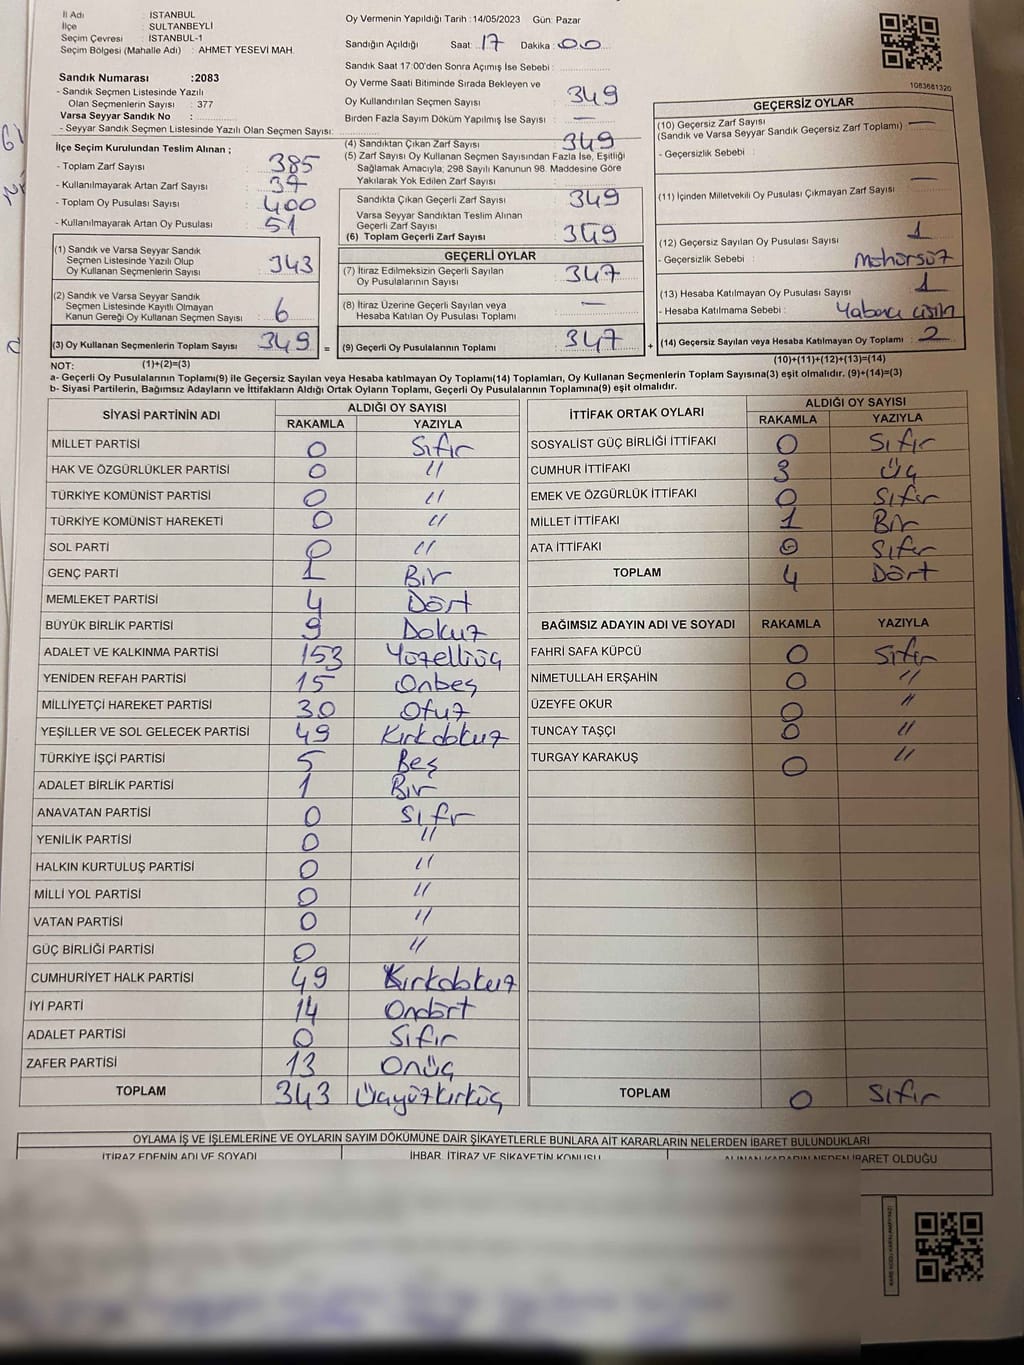 İl Adı : İSTANBUL
İlçe : SULTANBEYLİ
Seçim Çevresi : İSTANBUL-1
Seçim Bölgesi (Mahalle Adı) : AHMET YESEVİ MAH.
Sandık Numarası :2083
- Sandık Seçmen Listesinde Yazılı
Olan Seçmenlerin Sayısı : 377
Varsa Seyyar Sandık No :
- Seyyar Sandık Seçmen Listesinde Yazılı Olan Seçmen Sayısı:
İlçe Seçim Kurulundan Teslim Alınan ;
- Toplam Zarf Sayısı : 385
- Kullanılmayarak Artan Zarf Sayısı : 37
- Toplam Oy Pusulası Sayısı : 400
- Kullanılmayarak Artan Oy Pusulası : 51
(1) Sandık ve Varsa Seyyar Sandık
Seçmen Listesinde Yazılı Olup
Oy Kullanan Seçmenlerin Sayısı : 343
(2) Sandık ve Varsa Seyyar Sandık
Seçmen Listesinde Kayıtlı Olmayan
Kanun Gereği Oy Kullanan Seçmen Sayısı : 6
(3) Oy Kullanan Seçmenlerin Toplam Sayısı : 349 =
(1)+(2)=(3)
Oy Vermenin Yapıldığı Tarih : 14/05/2023 Gün: Pazar
Sandığın Açıldığı Saat: 17 Dakika : 00
Sandık Saat 17:00'den Sonra Açılmış İse Sebebi :
Oy Verme Saati Bitiminde Sırada Bekleyen ve
Oy Kullandırılan Seçmen Sayısı : 349
Birden Fazla Sayım Döküm Yapılmış İse Sayısı : —
(4) Sandıktan Çıkan Zarf Sayısı : 349
(5) Zarf Sayısı Oy Kullanan Seçmen Sayısından Fazla İse, Eşitliği
Sağlamak Amacıyla; 298 Sayılı Kanunun 98. Maddesine Göre
Yakılarak Yok Edilen Zarf Sayısı :
Sandıkta Çıkan Geçerli Zarf Sayısı : 349
Varsa Seyyar Sandıktan Teslim Alınan
Geçerli Zarf Sayısı :
(6) Toplam Geçerli Zarf Sayısı : 349
GEÇERLİ OYLAR
(7) İtiraz Edilmeksizin Geçerli Sayılan
Oy Pusulalarının Sayısı : 347
(8) İtiraz Üzerine Geçerli Sayılan veya
Hesaba Katılan Oy Pusulası Toplamı : —
(9) Geçerli Oy Pusulalarının Toplamı : 347 +
1083681320
GEÇERSİZ OYLAR
(10) Geçersiz Zarf Sayısı : —
(Sandık ve Varsa Seyyar Sandık Geçersiz Zarf Toplamı)
- Geçersizlik Sebebi :
(11) İçinden Milletvekili Oy Pusulası Çıkmayan Zarf Sayısı : —
(12) Geçersiz Sayılan Oy Pusulası Sayısı : 1
- Geçersizlik Sebebi : Mühürsüz
(13) Hesaba Katılmayan Oy Pusulası Sayısı : 1
- Hesaba Katılmama Sebebi : Yabancı cisim
(14) Geçersiz Sayılan veya Hesaba Katılmayan Oy Toplamı : 2
(10)+(11)+(12)+(13)=(14)
NOT:
a- Geçerli Oy Pusulalarının Toplamı(9) ile Geçersiz Sayılan veya Hesaba katılmayan Oy Toplamı(14) Toplamları, Oy Kullanan Seçmenlerin Toplam Sayısına(3) eşit olmalıdır. (9)+(14)=(3)
b- Siyasi Partilerin, Bağımsız Adayların ve İttifakların Aldığı Ortak Oyların Toplamı, Geçerli Oy Pusulalarının Toplamına(9) eşit olmalıdır.
SİYASİ PARTİNİN ADI ALDIĞI OY SAYISI
RAKAMLA YAZIYLA
MİLLET PARTİSİ 0 Sıfır
HAK VE ÖZGÜRLÜKLER PARTİSİ 0 "
TÜRKİYE KOMÜNİST PARTİSİ 0 "
TÜRKİYE KOMÜNİST HAREKETİ 0 "
SOL PARTİ 0 "
GENÇ PARTİ 1 Bir
MEMLEKET PARTİSİ 4 Dört
BÜYÜK BİRLİK PARTİSİ 9 Dokuz
ADALET VE KALKINMA PARTİSİ 153 Yüzelliüç
YENİDEN REFAH PARTİSİ 15 Onbeş
MİLLİYETÇİ HAREKET PARTİSİ 30 Otuz
YEŞİLLER VE SOL GELECEK PARTİSİ 49 Kırkdokuz
TÜRKİYE İŞÇİ PARTİSİ 5 Beş
ADALET BİRLİK PARTİSİ 1 Bir
ANAVATAN PARTİSİ 0 Sıfır
YENİLİK PARTİSİ 0 "
HALKIN KURTULUŞ PARTİSİ 0 "
MİLLİ YOL PARTİSİ 0 "
VATAN PARTİSİ 0 "
GÜÇ BİRLİĞİ PARTİSİ 0 "
CUMHURİYET HALK PARTİSİ 49 Kırkdokuz
İYİ PARTİ 14 Ondört
ADALET PARTİSİ 0 Sıfır
ZAFER PARTİSİ 13 Onüç
TOPLAM 343 Üçyüzkırküç
İTTİFAK ORTAK OYLARI ALDIĞI OY SAYISI
RAKAMLA YAZIYLA
SOSYALİST GÜÇ BİRLİĞİ İTTİFAKI 0 Sıfır
CUMHUR İTTİFAKI 3 Üç
EMEK VE ÖZGÜRLÜK İTTİFAKI 0 Sıfır
MİLLET İTTİFAKI 1 Bir
ATA İTTİFAKI 0 Sıfır
TOPLAM 4 Dört
BAĞIMSIZ ADAYIN ADI VE SOYADI RAKAMLA YAZIYLA
FAHRİ SAFA KÜPCÜ 0 Sıfır
NİMETULLAH ERŞAHİN 0 "
ÜZEYFE OKUR 0 "
TUNCAY TAŞÇI 0 "
TURGAY KARAKUŞ 0 "
TOPLAM 0 Sıfır
OYLAMA İŞ VE İŞLEMLERİNE VE OYLARIN SAYIM DÖKÜMÜNE DAİR ŞİKAYETLERLE BUNLARA AİT KARARLARIN NELERDEN İBARET BULUNDUKLARI
İTİRAZ EDENİN ADI VE SOYADI İHBAR, İTİRAZ VE ŞİKAYETİN KONUSU ALINAN KARARIN NEDEN İBARET OLDUĞU